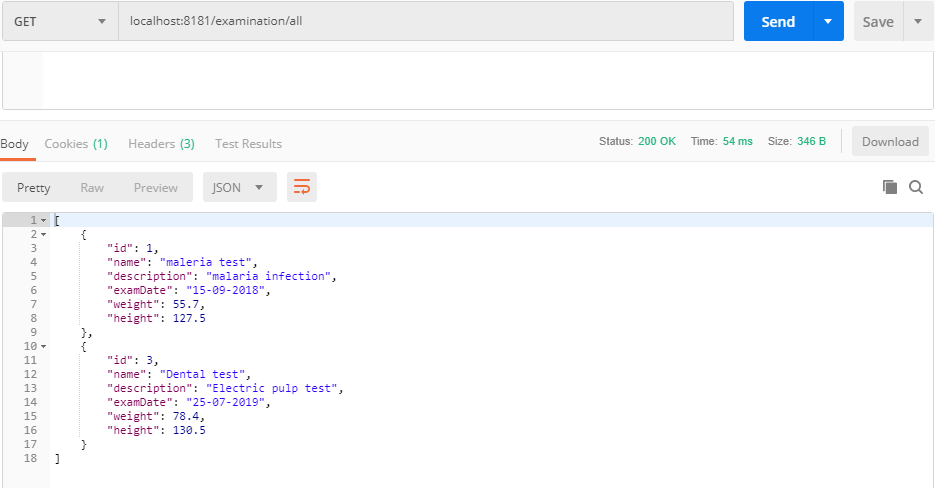 GET localhost:8181/examination/all Send Save
Body Cookies (1) Headers (3) Test Results Status: 200 OK Time: 54 ms Size: 346 B Download
Pretty Raw Preview JSON
1 [
2 {
3 "id": 1,
4 "name": "maleria test",
5 "description": "malaria infection",
6 "examDate": "15-09-2018",
7 "weight": 55.7,
8 "height": 127.5
9 },
10 {
11 "id": 3,
12 "name": "Dental test",
13 "description": "Electric pulp test",
14 "examDate": "25-07-2019",
15 "weight": 78.4,
16 "height": 130.5
17 }
18 ]